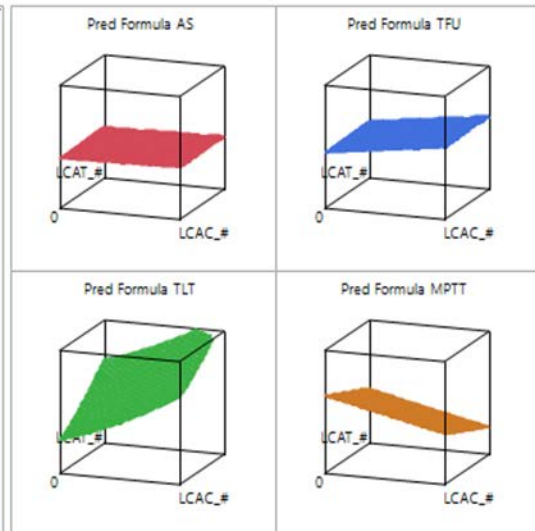 Pred Formula AS
LCAT_#
0
LCAC_#
Pred Formula TFU
LCAT_#
0
LCAC_#
Pred Formula TLT
LCAT_#
0
LCAC_#
Pred Formula MPTT
LCAT_#
0
LCAC_#